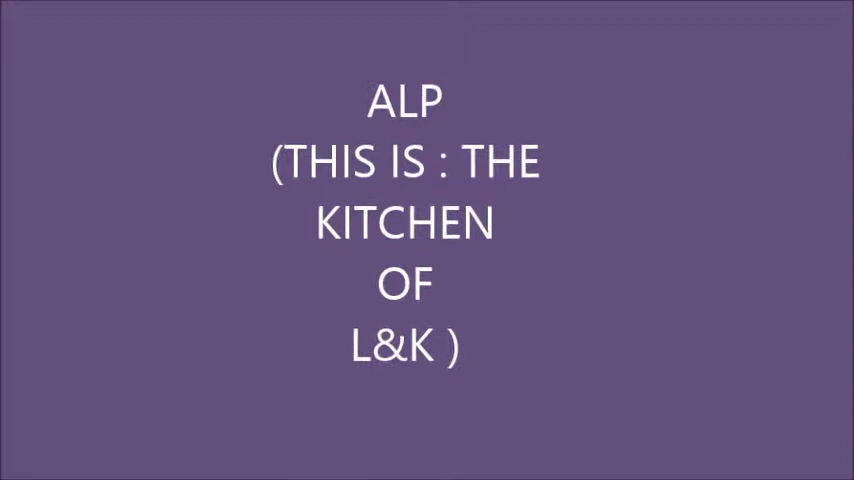 ALP
(THIS IS : THE
KITCHEN
OF
L&K )